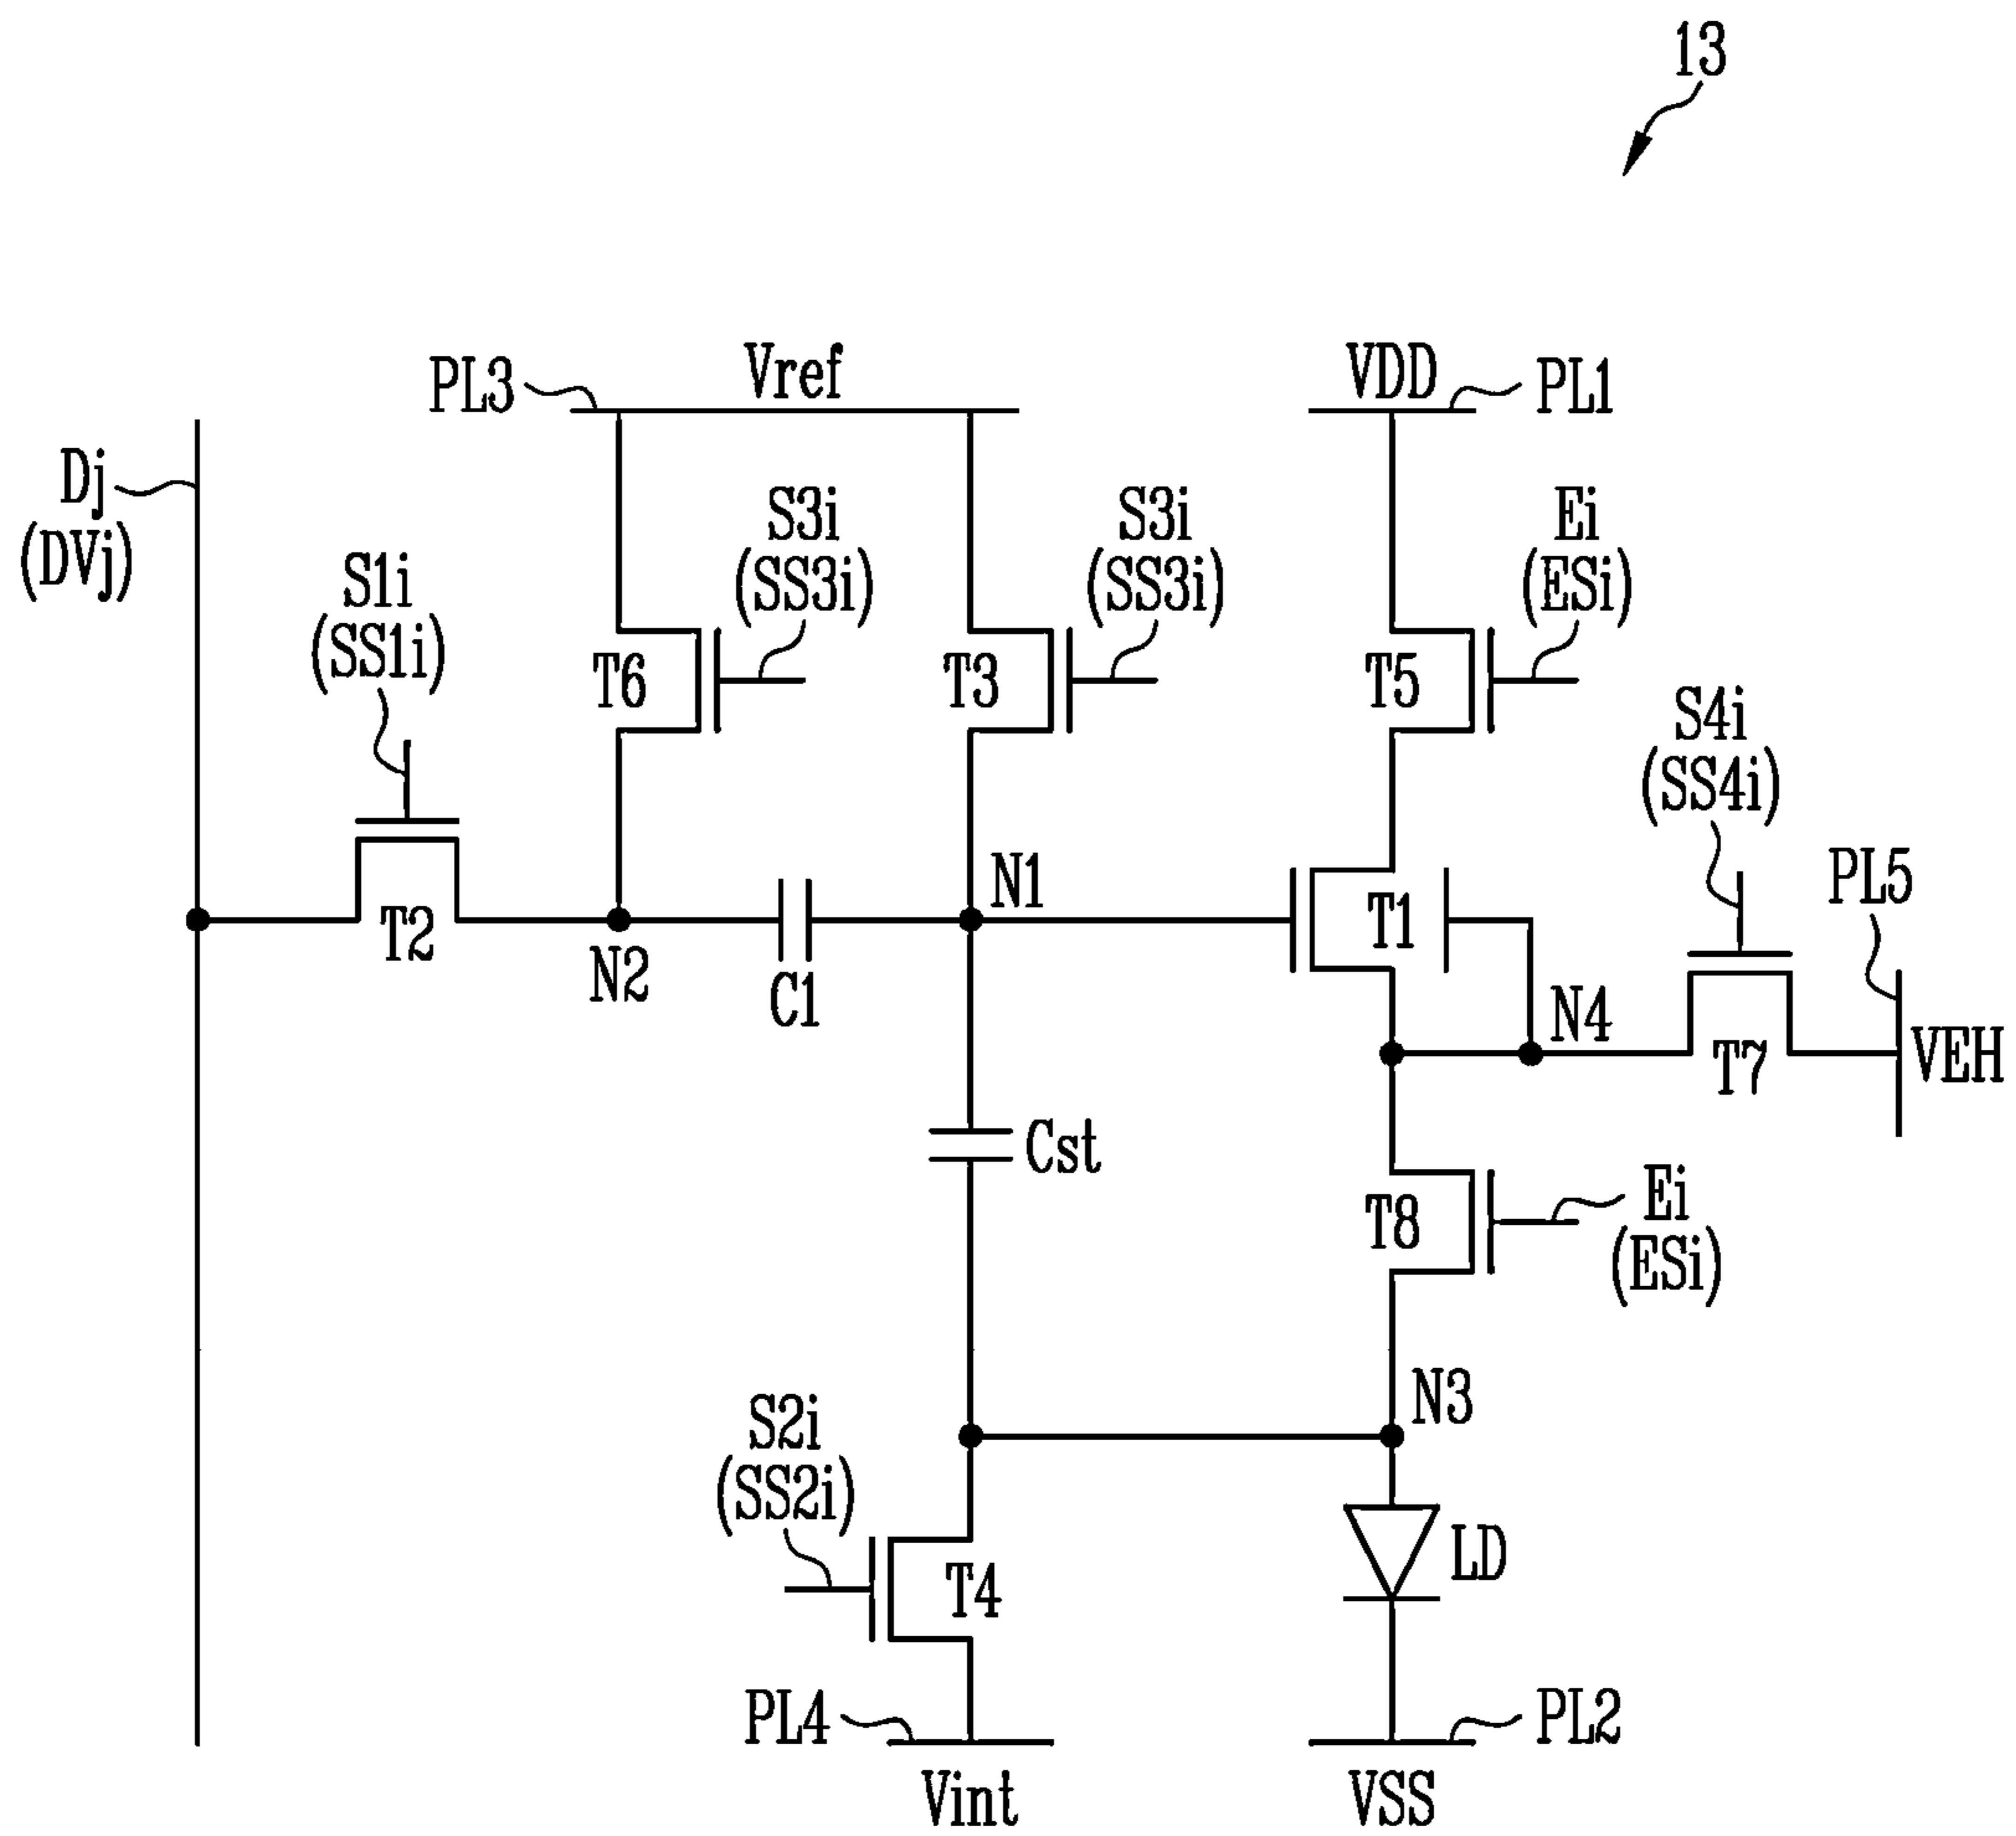 13
PL3
Vref
VDD
PL1
Dj
(DVj)
S3i
(SS3i)
S3i
(SS3i)
Ei
(ESi)
S1i
(SS1i)
T6
T3
T5
S4i
(SS4i)
N1
PL5
T2
N2
C1
T1
N4
T7
VEH
Cst
T8
Ei
(ESi)
N3
S2i
(SS2i)
T4
LD
PL4
PL2
Vint
VSS